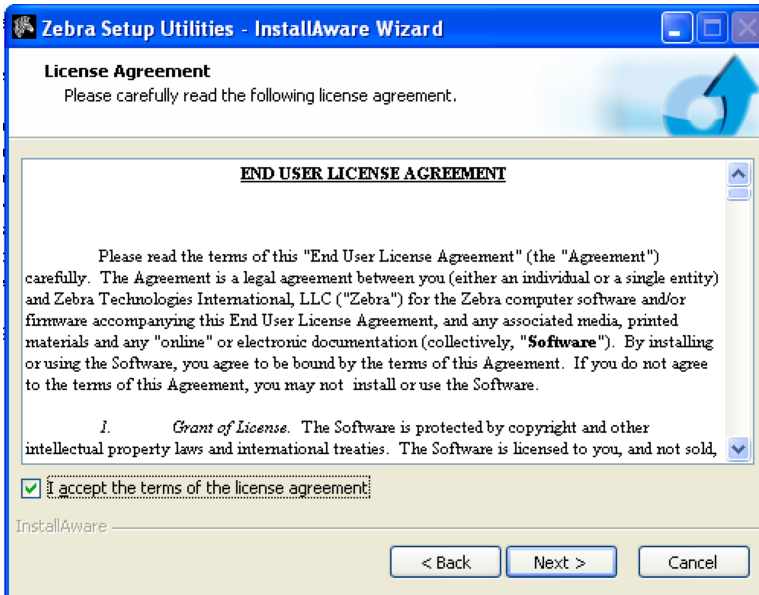 Zebra Setup Utilities - InstallAware Wizard
License Agreement
Please carefully read the following license agreement.
END USER LICENSE AGREEMENT
Please read the terms of this "End User License Agreement" (the "Agreement")
carefully. The Agreement is a legal agreement between you (either an individual or a single entity)
and Zebra Technologies International, LLC ("Zebra") for the Zebra computer software and/or
firmware accompanying this End User License Agreement, and any associated media, printed
materials and any "online" or electronic documentation (collectively, "Software"). By installing
or using the Software, you agree to be bound by the terms of this Agreement. If you do not agree
to the terms of this Agreement, you may not install or use the Software.
1. Grant of License. The Software is protected by copyright and other
intellectual property laws and international treaties. The Software is licensed to you, and not sold,
I accept the terms of the license agreement
InstallAware
< Back Next > Cancel